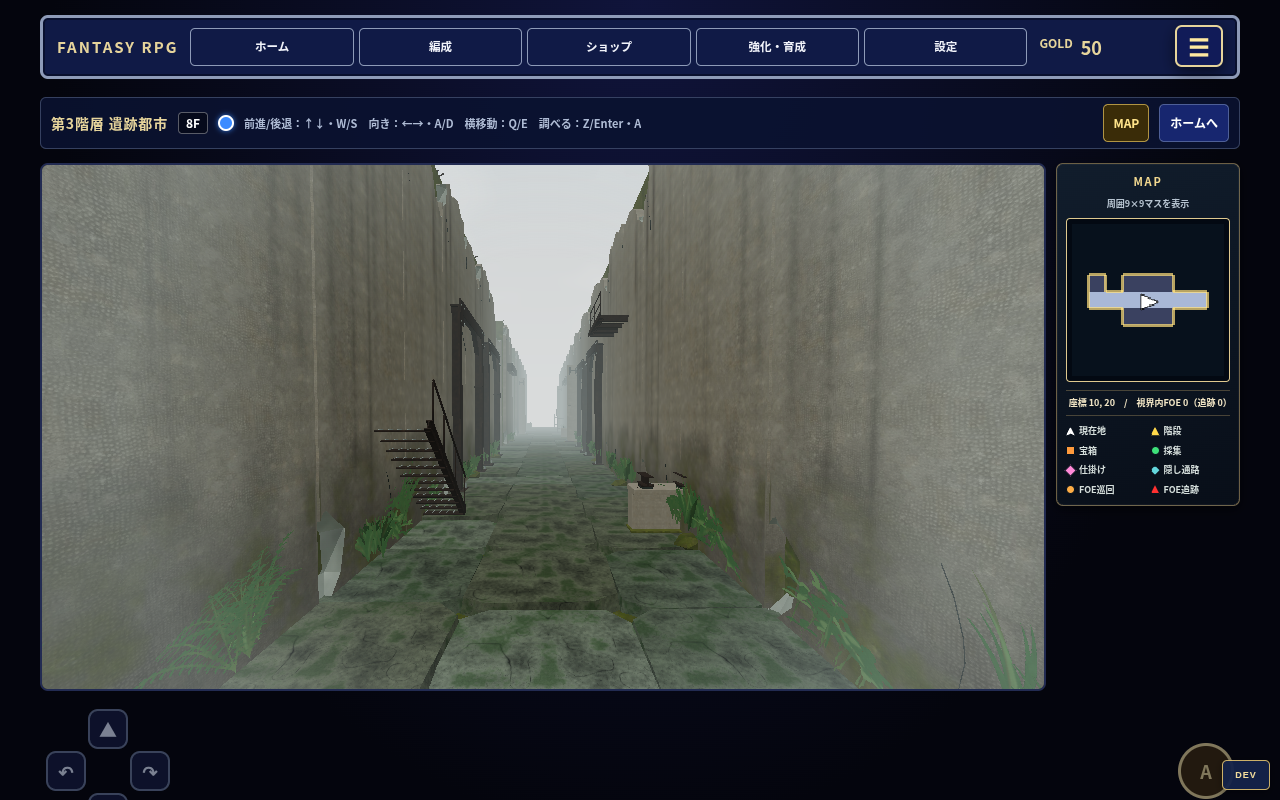 FANTASY RPG
ホーム
編成
ショップ
強化・育成
設定
GOLD 50
第3階層 遺跡都市
8F
前進/後退：↑↓・W/S 向き：←→・A/D 横移動：Q/E 調べる：Z/Enter・A
MAP
ホームへ
MAP
周囲9×9マスを表示
座標 10, 20 / 視界内FOE 0（追跡 0）
現在地
階段
宝箱
採集
仕掛け
隠し通路
FOE巡回
FOE追跡
A
DEV